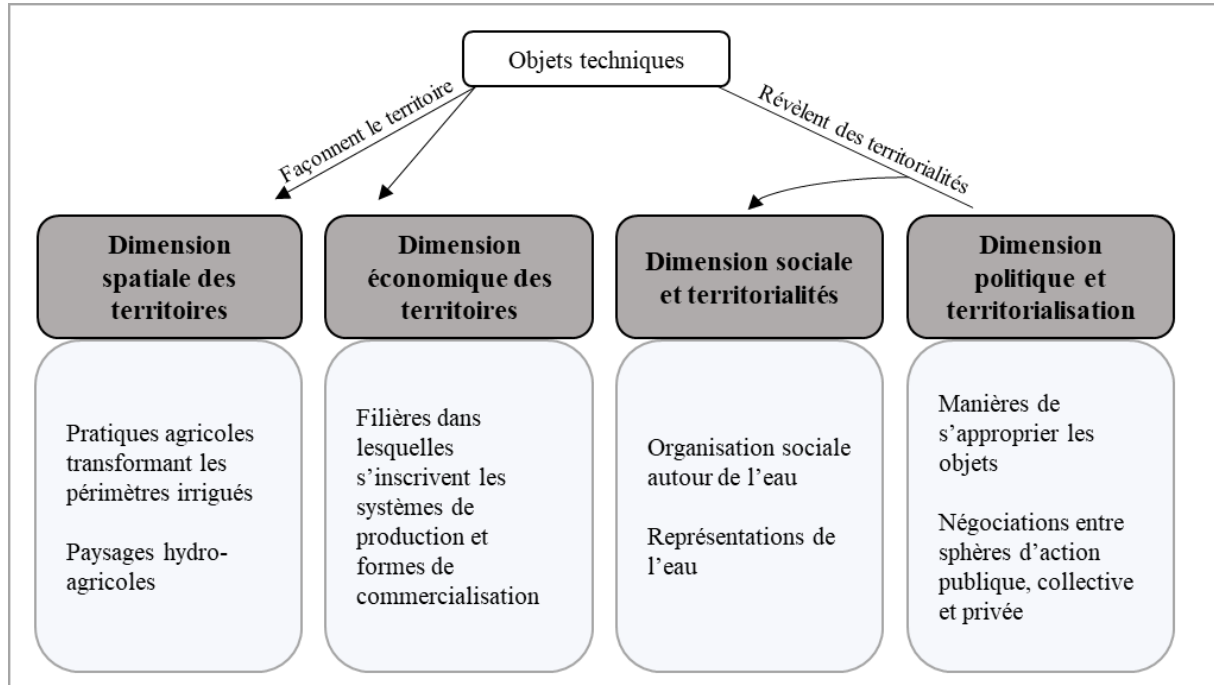 Objets techniques
Façonnent le territoire
Révèlent des territorialités
Dimension
spatiale des
territoires
Dimension
économique des
territoires
Dimension sociale
et territorialités
Dimension
politique et
territorialisation
Pratiques agricoles
transformant les
périmètres irrigués
Paysages hydro-
agricoles
Filières dans
lesquelles
s’inscrivent les
systèmes de
production et
formes de
commercialisation
Organisation sociale
autour de l’eau
Représentations de
l’eau
Manières de
s’approprier les
objets
Négociations entre
sphères d’action
publique, collective
et privée